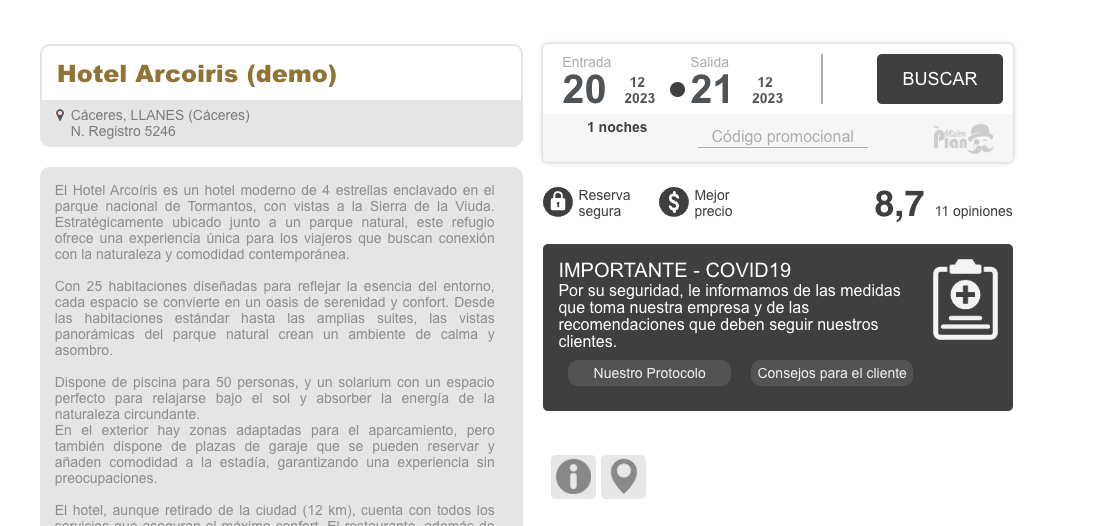 Hotel Arcoiris (demo)
Cáceres, LLANES (Cáceres)
N. Registro 5246
El Hotel Arcoíris es un hotel moderno de 4 estrellas enclavado en el
parque nacional de Tormantos, con vistas a la Sierra de la Viuda.
Estratégicamente ubicado junto a un parque natural, este refugio
ofrece una experiencia única para los viajeros que buscan conexión
con la naturaleza y comodidad contemporánea.
Con 25 habitaciones diseñadas para reflejar la esencia del entorno,
cada espacio se convierte en un oasis de serenidad y confort. Desde
las habitaciones estándar hasta las amplias suites, las vistas
panorámicas del parque natural crean un ambiente de calma y
asombro.
Dispone de piscina para 50 personas, y un solarium con un espacio
perfecto para relajarse bajo el sol y absorber la energía de la
naturaleza circundante.
En el exterior hay zonas adaptadas para el aparcamiento, pero
también dispone de plazas de garaje que se pueden reservar y
añaden comodidad a la estadía, garantizando una experiencia sin
preocupaciones.
El hotel, aunque retirado de la ciudad (12 km), cuenta con todos los
servicios que aseguran el máximo confort. El restaurante, además de
Entrada
20 12 2023
Salida
21 12 2023
BUSCAR
1 noches
Código promocional
Mister Plan
Reserva segura
Mejor precio
8,7 11 opiniones
IMPORTANTE - COVID19
Por su seguridad, le informamos de las medidas
que toma nuestra empresa y de las
recomendaciones que deben seguir nuestros
clientes.
Nuestro Protocolo
Consejos para el cliente